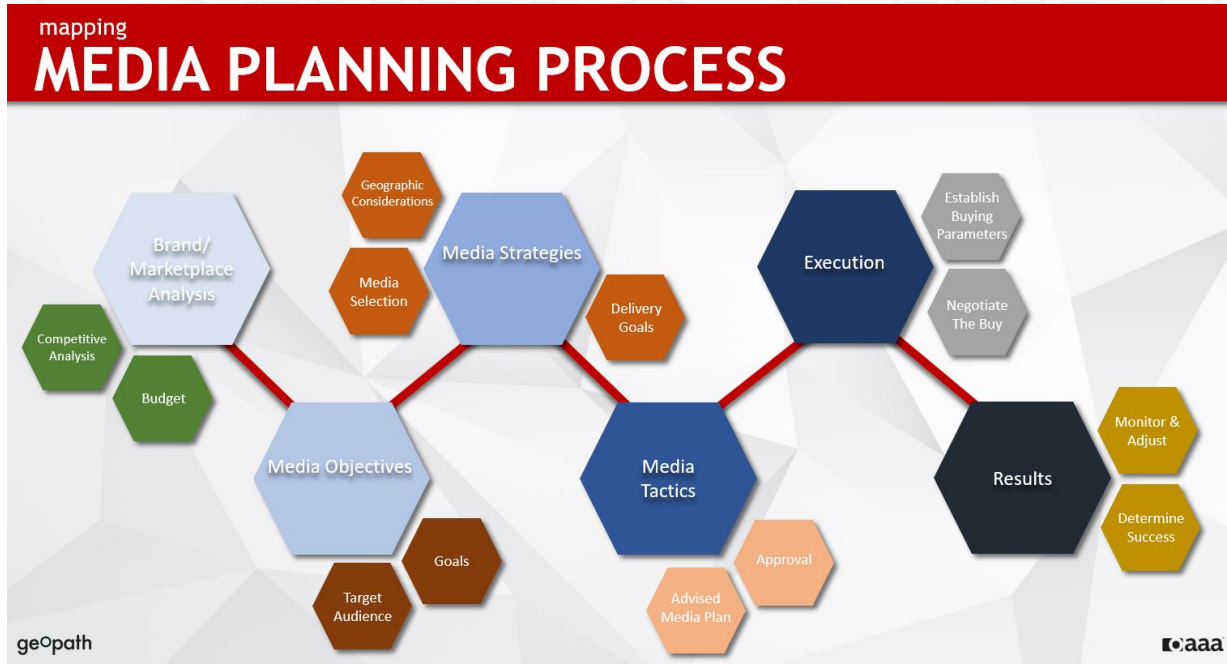 mapping
MEDIA PLANNING PROCESS
Brand/
Marketplace
Analysis
Competitive
Analysis
Budget
Media Objectives
Goals
Target
Audience
Geographic
Considerations
Media
Selection
Media Strategies
Delivery
Goals
Media
Tactics
Approval
Advised
Media Plan
Execution
Establish
Buying
Parameters
Negotiate
The Buy
Results
Monitor &
Adjust
Determine
Success
geopath
oaaa